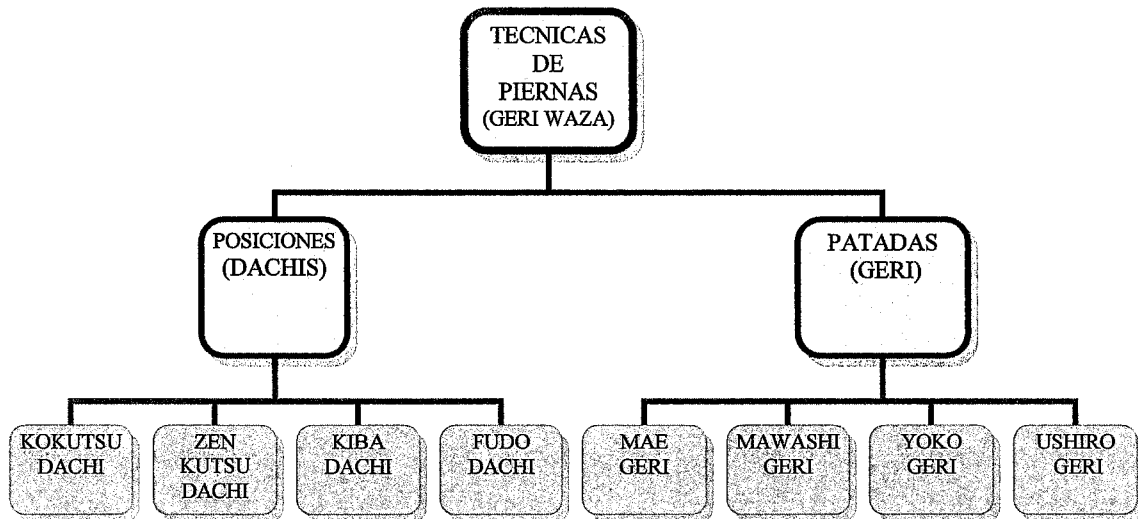 TECNICAS
DE
PIERNAS
(GERI WAZA)
POSICIONES
(DACHIS)
PATADAS
(GERI)
KOKUTSU
DACHI
ZEN
KUTSU
DACHI
KIBA
DACHI
FUDO
DACHI
MAE
GERI
MAWASHI
GERI
YOKO
GERI
USHIRO
GERI